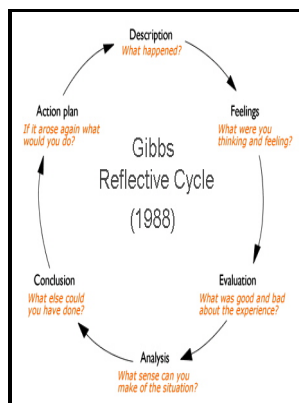 Description
What happened?
Feelings
What were you
thinking and feeling?
Evaluation
What was good and bad
about the experience?
Analysis
What sense can you
make of the situation?
Conclusion
What else could
you have done?
Action plan
If it arose again what
would you do?
Gibbs
Reflective Cycle
(1988)